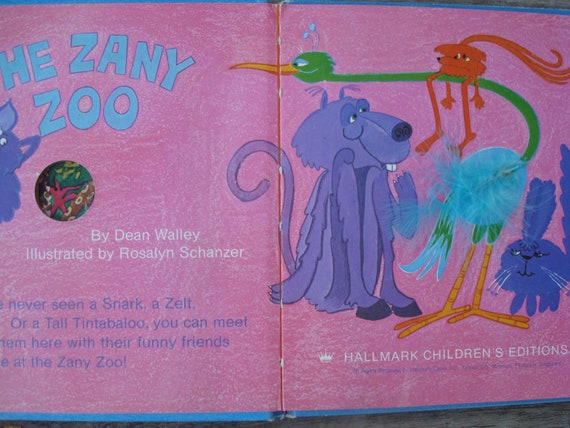 HE ZANY
ZOO
By Dean Walley
Illustrated by Rosalyn Schanzer
e never seen a Snark, a Zelt,
Or a Tall Tintabaloo, you can meet
hem here with their funny friends
e at the Zany Zoo!
HALLMARK CHILDREN'S EDITIONS